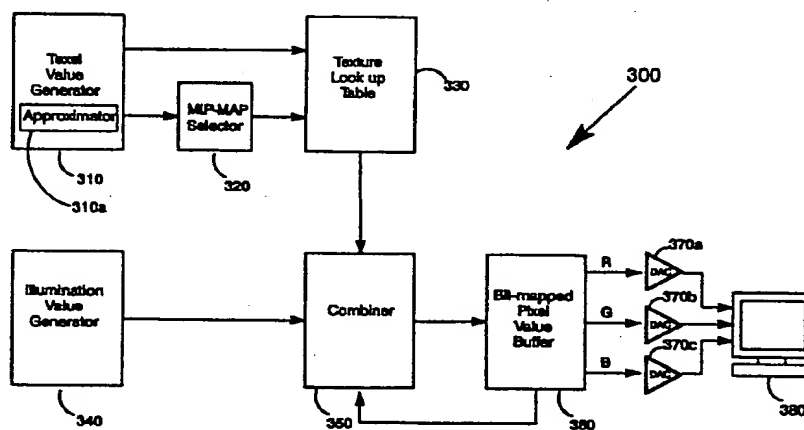 Texel
Value
Generator
Approximator
310
310a
MIP-MAP
Selector
320
Texture
Look up
Table
330
300
Illumination
Value
Generator
340
Combiner
350
Bit-mapped
Pixel
Value
Buffer
360
R
G
B
370a
DAC
370b
DAC
370c
DAC
380